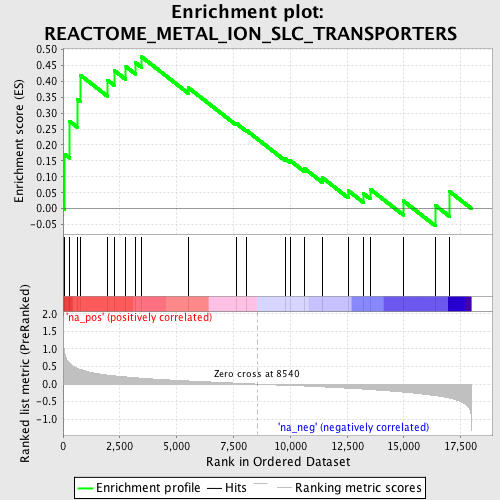 Enrichment plot:
REACTOME_METAL_ION_SLC_TRANSPORTERS
Enrichment score (ES)
0.50
0.45
0.40
0.35
0.30
0.25
0.20
0.15
0.10
0.05
0.00
-0.05
'na_pos' (positively correlated)
Ranked list metric (PreRanked)
2.0
1.5
1.0
0.5
0.0
-0.5
-1.0
Zero cross at 8540
'na_neg' (negatively correlated)
0 2,500 5,000 7,500 10,000 12,500 15,000 17,500
Rank in Ordered Dataset
Enrichment profile Hits Ranking metric scores